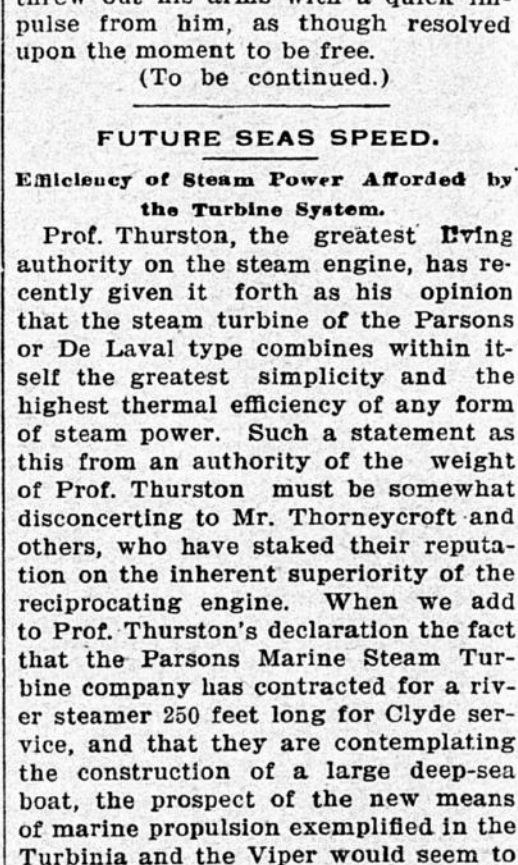 threw out his arms with a quick im-
pulse from him, as though resolved
upon the moment to be free.
(To be continued.)
FUTURE SEAS SPEED.
Efficiency of Steam Power Afforded by
the Turbine System.
Prof. Thurston, the greatest living
authority on the steam engine, has re-
cently given it forth as his opinion
that the steam turbine of the Parsons
or De Laval type combines within it-
self the greatest simplicity and the
highest thermal efficiency of any form
of steam power. Such a statement as
this from an authority of the weight
of Prof. Thurston must be somewhat
disconcerting to Mr. Thorneycroft and
others, who have staked their reputa-
tion on the inherent superiority of the
reciprocating engine. When we add
to Prof. Thurston's declaration the fact
that the Parsons Marine Steam Tur-
bine company has contracted for a riv-
er steamer 250 feet long for Clyde ser-
vice, and that they are contemplating
the construction of a large deep-sea
boat, the prospect of the new means
of marine propulsion exemplified in the
Turbinia and the Viper would seem to